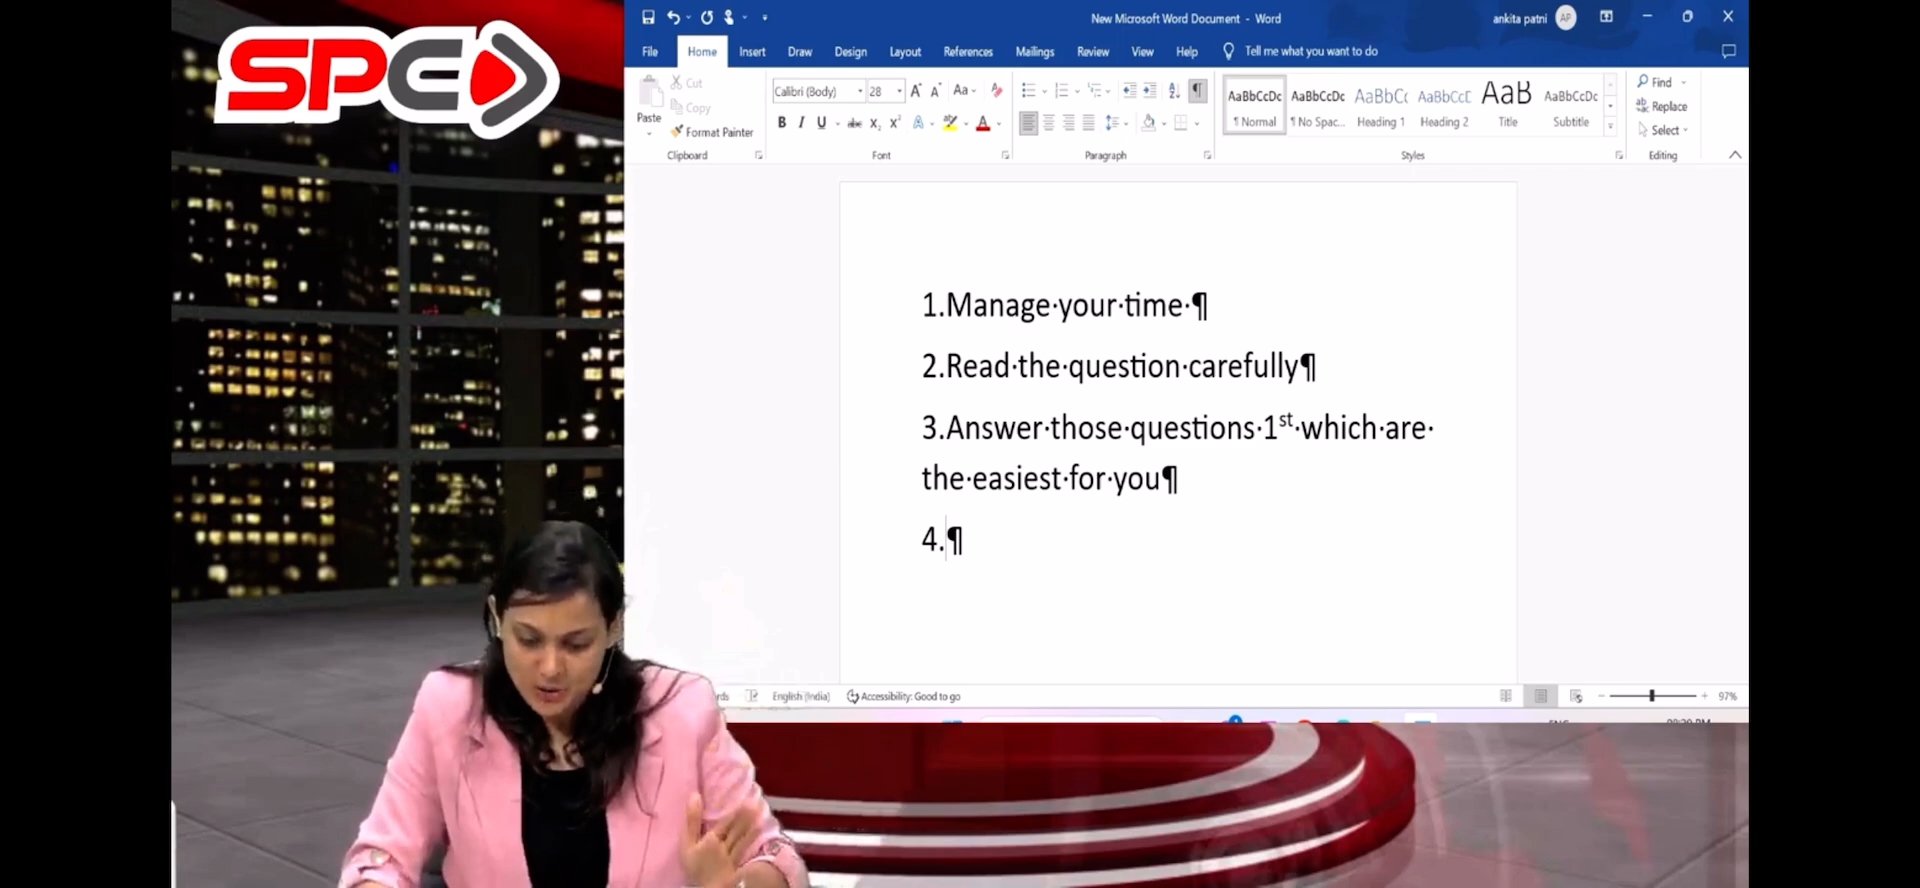 SPE
New Microsoft Word Document - Word
ankita patni AP
File Home Insert Draw Design Layout References Mailings Review View Help Tell me what you want to do
Paste
Cut
Copy
Format Painter
Clipboard
Calibri (Body) 28
Font
Paragraph
AaBbCcDc AaBbCcDc AaBbC AaBbCcC AaB AaBbCcDc
¶ Normal ¶ No Spac... Heading 1 Heading 2 Title Subtitle
Styles
Find
Replace
Select
Editing
1.Manage·your·time·¶
2.Read·the·question·carefully¶
3.Answer·those·questions·1st·which·are·
the·easiest·for·you¶
4.¶
English (India) Accessibility: Good to go 97%